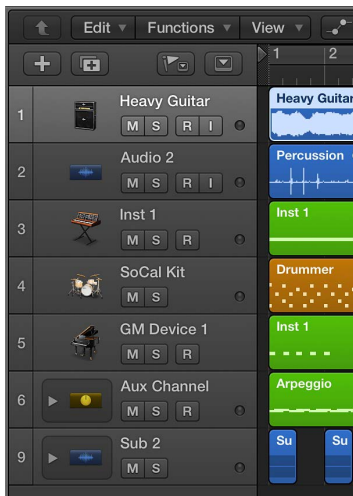 Edit Functions View
1 2
1 Heavy Guitar Heavy Guitar
M S R I
2 Audio 2 Percussion
M S R I
3 Inst 1 Inst 1
M S R
4 SoCal Kit Drummer
M S
5 GM Device 1 Inst 1
M S R
6 Aux Channel Arpeggio
M S R
9 Sub 2 Su Su
M S